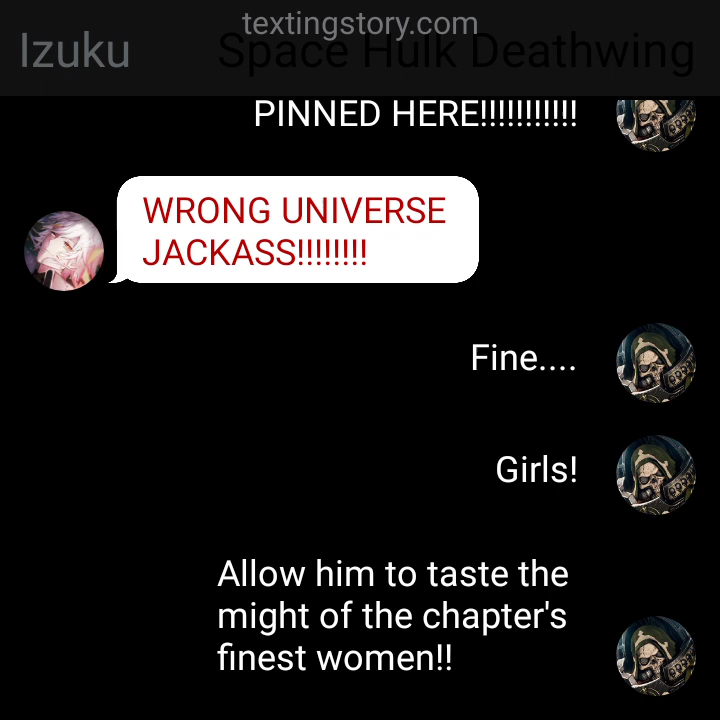 textingstory.com
Izuku
Space Hulk Deathwing
PINNED HERE!!!!!!!!!!!
WRONG UNIVERSE
JACKASS!!!!!!!!
Fine....
Girls!
Allow him to taste the
might of the chapter's
finest women!!